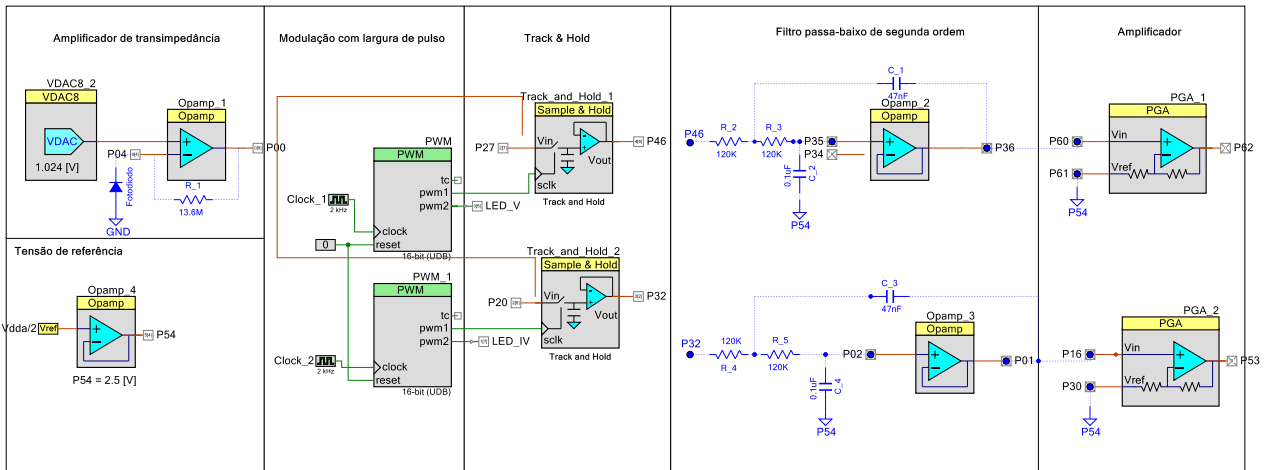 Amplificador de transimpedância
VDAC8_2
VDAC8
VDAC
1.024 [V]
Opamp_1
Opamp
P04
P00
R_1
13.6M
Fotodiodo
GND
Tensão de referência
Opamp_4
Opamp
Vdda/2
Vref
P54
P54 = 2.5 [V]
Modulação com largura de pulso
PWM
PWM
tc
pwm1
pwm2
Clock_1
2 kHz
clock
0
reset
16-bit (UDB)
LED_V
PWM_1
PWM
tc
pwm1
pwm2
Clock_2
2 kHz
clock
reset
16-bit (UDB)
LED_IV
Track & Hold
Track_and_Hold_1
Sample & Hold
P27
Vin
Vout
sclk
P46
Track and Hold
Track_and_Hold_2
Sample & Hold
P20
Vin
Vout
sclk
P32
Track and Hold
Filtro passa-baixo de segunda ordem
C_1
47nF
P46
R_2
120K
R_3
120K
P35
P34
Opamp_2
Opamp
P36
0.1uF
C_2
P54
C_3
47nF
P32
120K
R_4
R_5
120K
P02
Opamp_3
Opamp
P01
0.1uF
C_4
P54
Amplificador
PGA_1
PGA
P60
Vin
P61
Vref
P62
P54
PGA_2
PGA
P16
Vin
P30
Vref
P53
P54